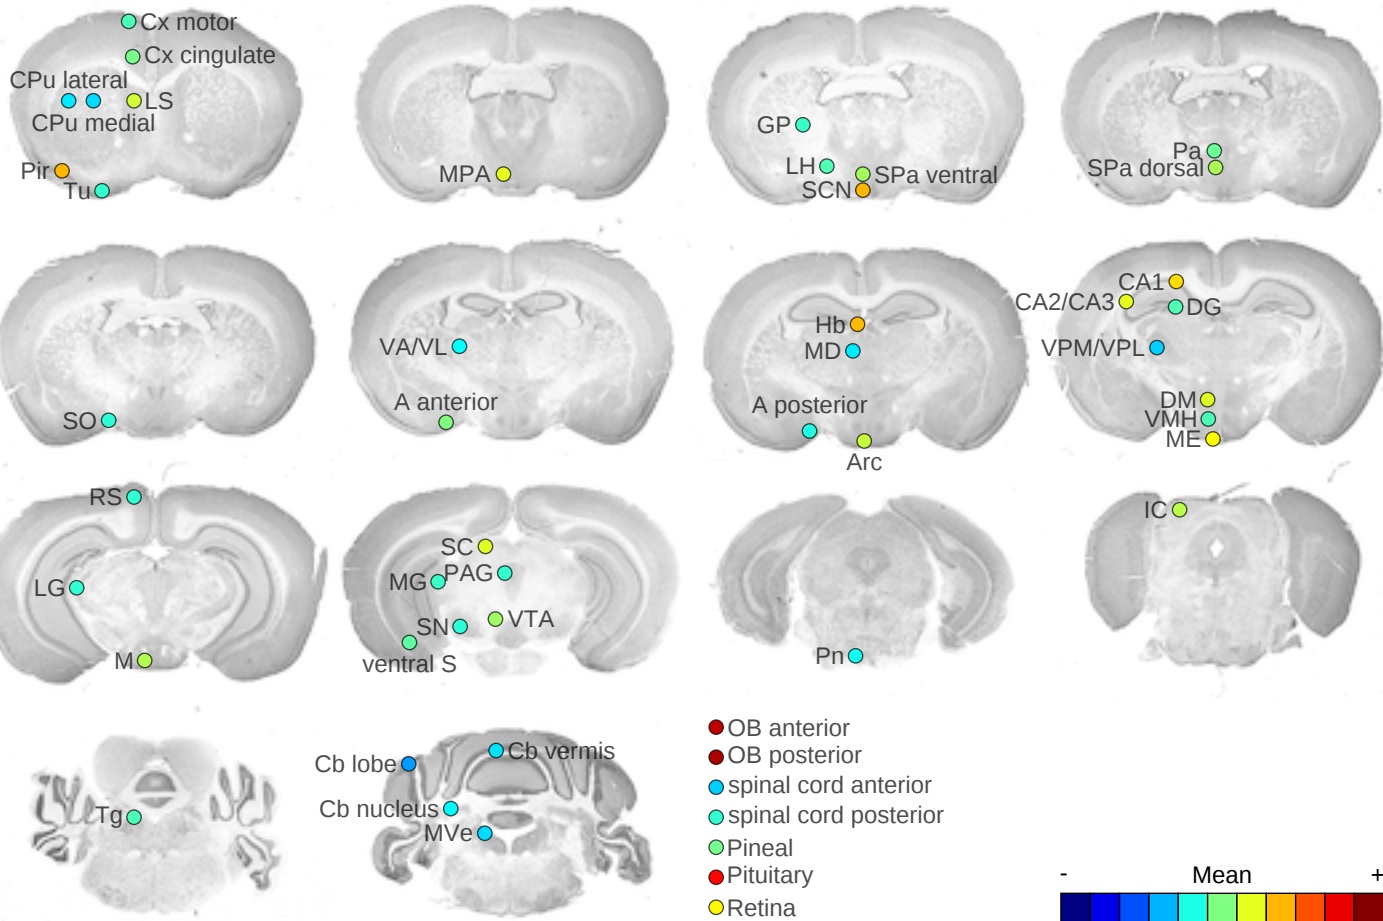 Cx motor
Cx cingulate
CPu lateral
LS
CPu medial
Pir
Tu
MPA
GP
LH
SPa ventral
SCN
Pa
SPa dorsal
SO
VA/VL
A anterior
Hb
MD
A posterior
Arc
CA1
CA2/CA3
DG
VPM/VPL
DM
VMH
ME
RS
LG
M
SC
PAG
MG
VTA
SN
ventral S
Pn
IC
Tg
Cb vermis
Cb lobe
Cb nucleus
MVe
OB anterior
OB posterior
spinal cord anterior
spinal cord posterior
Pineal
Pituitary
Retina
- Mean +